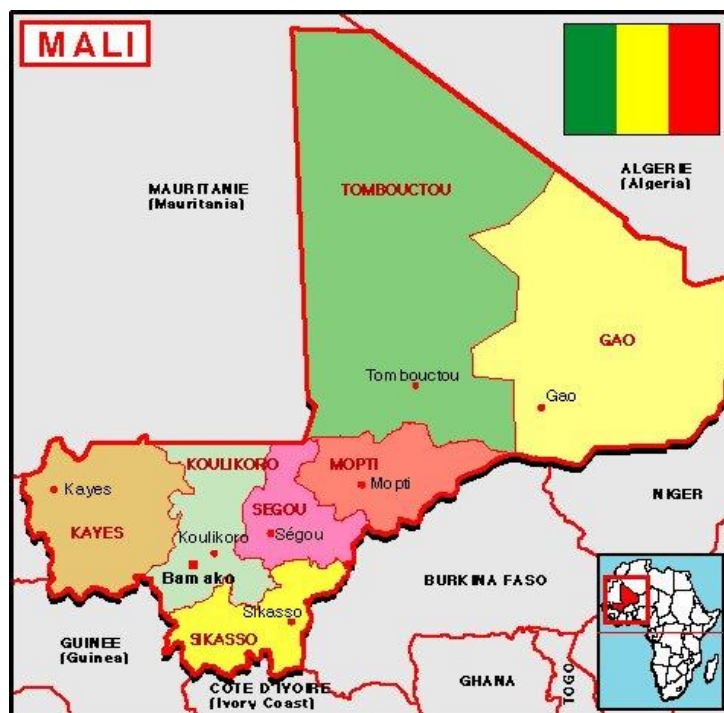 MALI
ALGERIE
(Algeria)
MAURITANIE
(Mauritania)
TOMBOUCTOU
GAO
Tombouctou
Gao
KOULIKORO
MOPTI
Kayes
Mopti
NIGER
SEGOU
KAYES
Koulikoro
Ségou
Bamako
BURKINA FASO
Sikasso
GUINEE
(Guinea)
SIKASSO
COTE D'IVOIRE
(Ivory Coast)
GHANA
TOGO